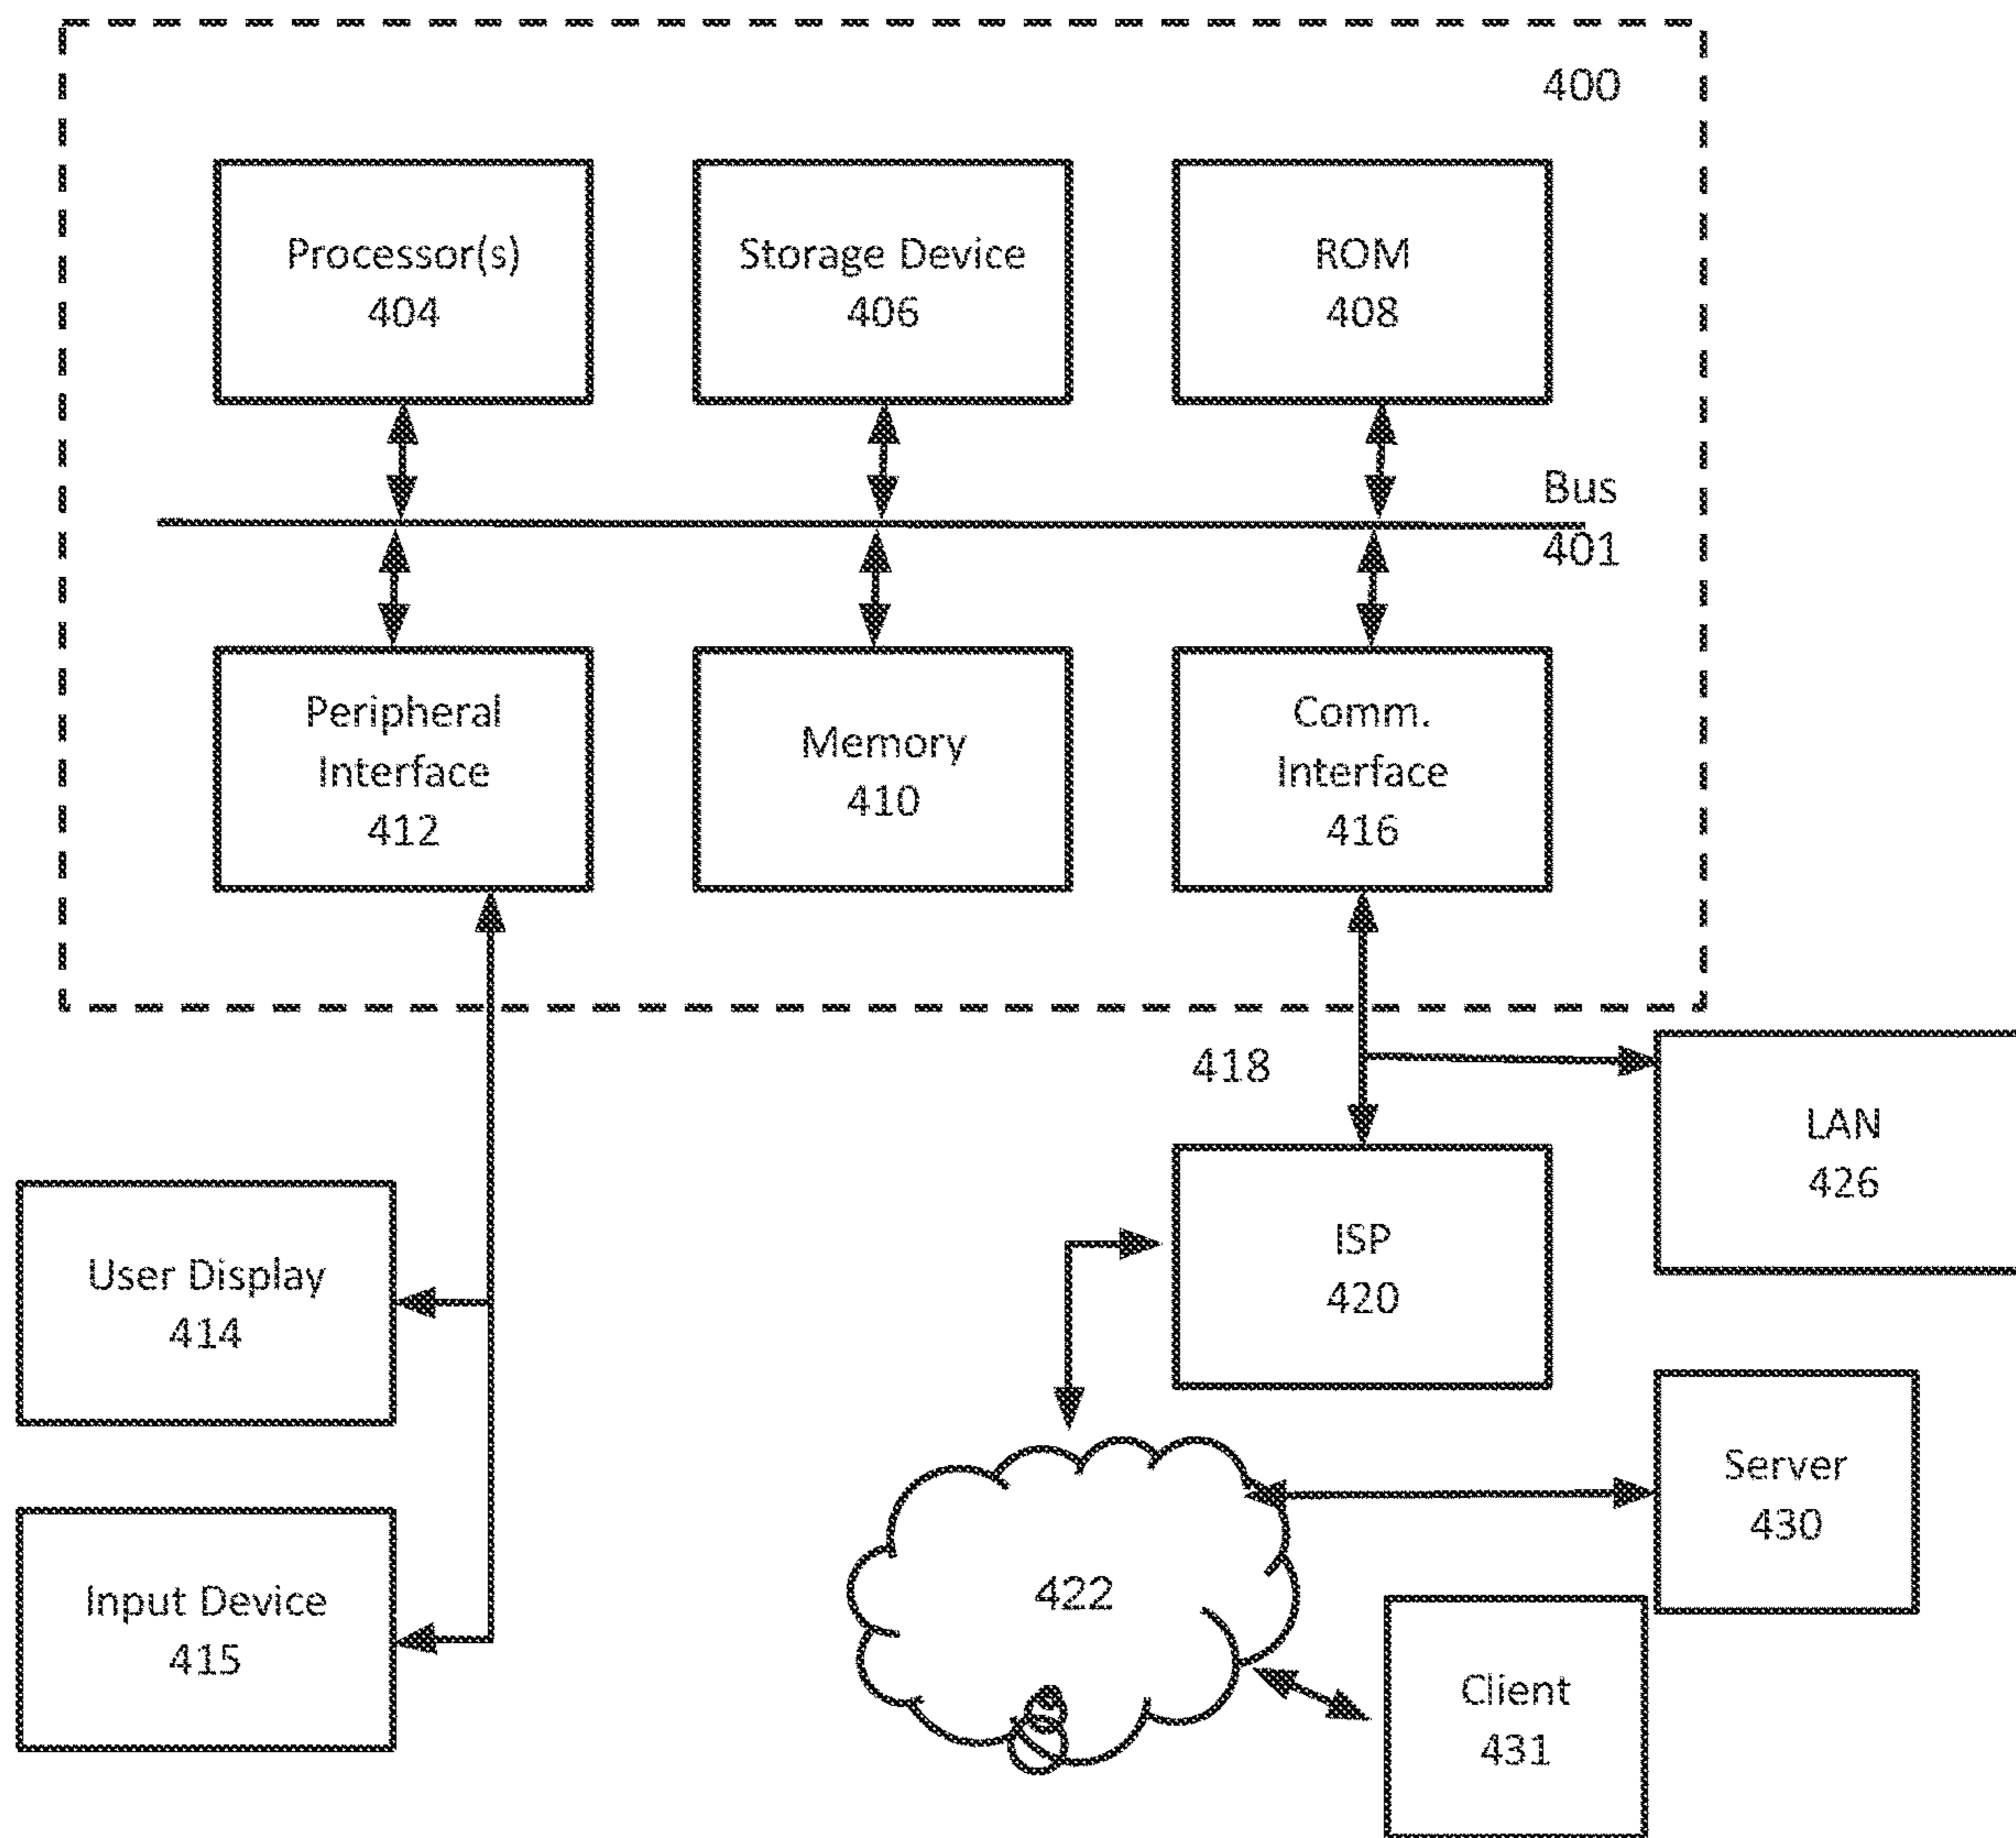 400
Processor(s)
404
Storage Device
406
ROM
408
Bus
401
Peripheral
Interface
412
Memory
410
Comm.
Interface
416
418
LAN
426
User Display
414
ISP
420
Server
430
Input Device
415
422
Client
431